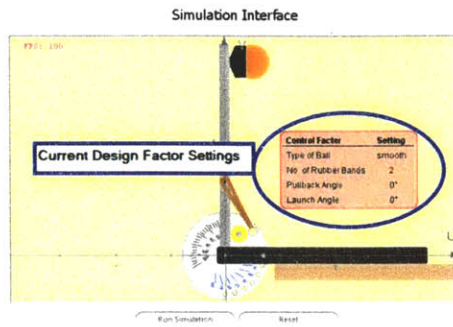 Simulation Interface
FPS: 100
Current Design Factor Settings
Control Factor Setting
Type of Ball smooth
No. of Rubber Bands 2
Pullback Angle 0°
Launch Angle 0°
Run Simulation Reset